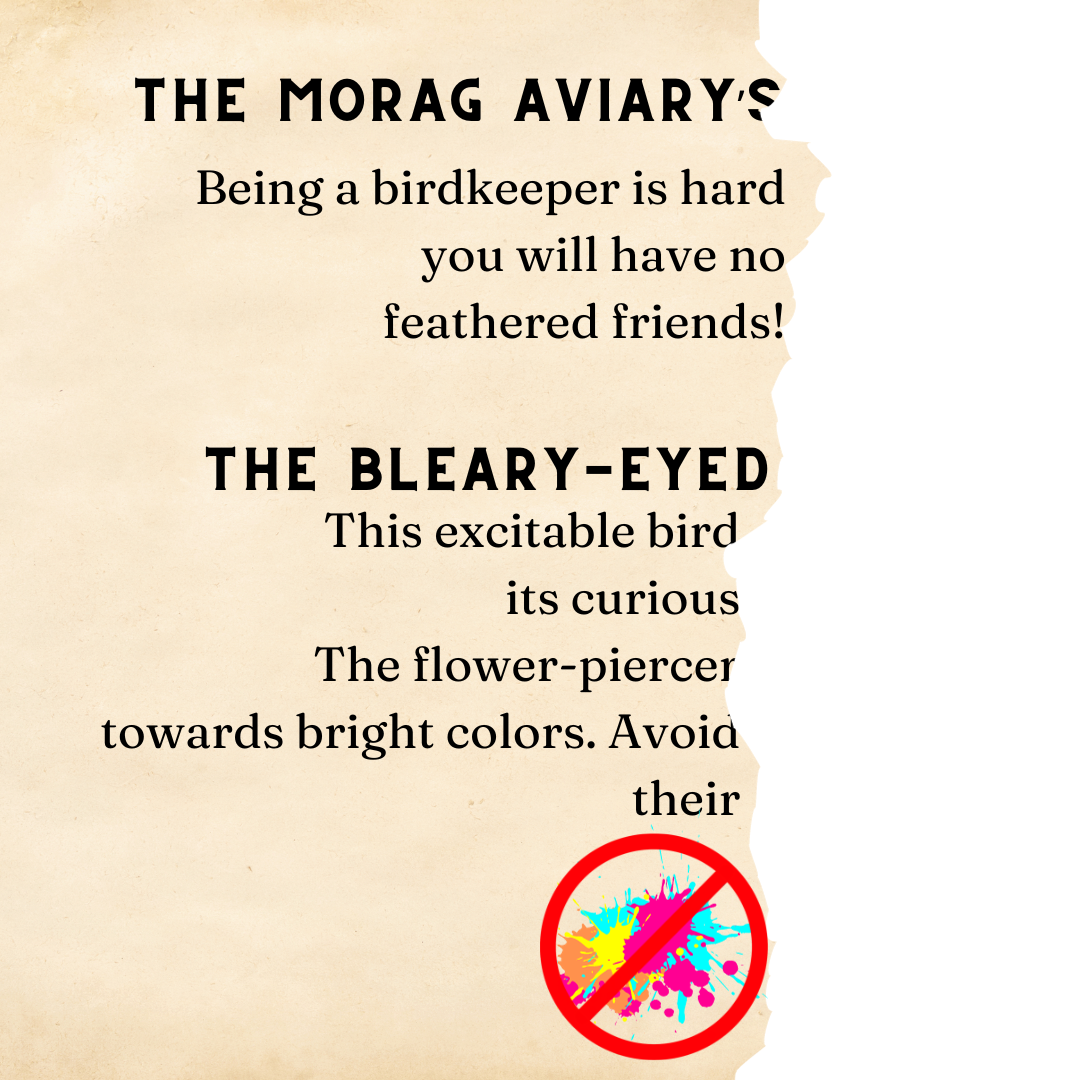 THE MORAG AVIARY'S
Being a birdkeeper is hard
you will have no
feathered friends!
THE BLEARY-EYED
This excitable bird
its curious
The flower-piercer
towards bright colors. Avoid
their